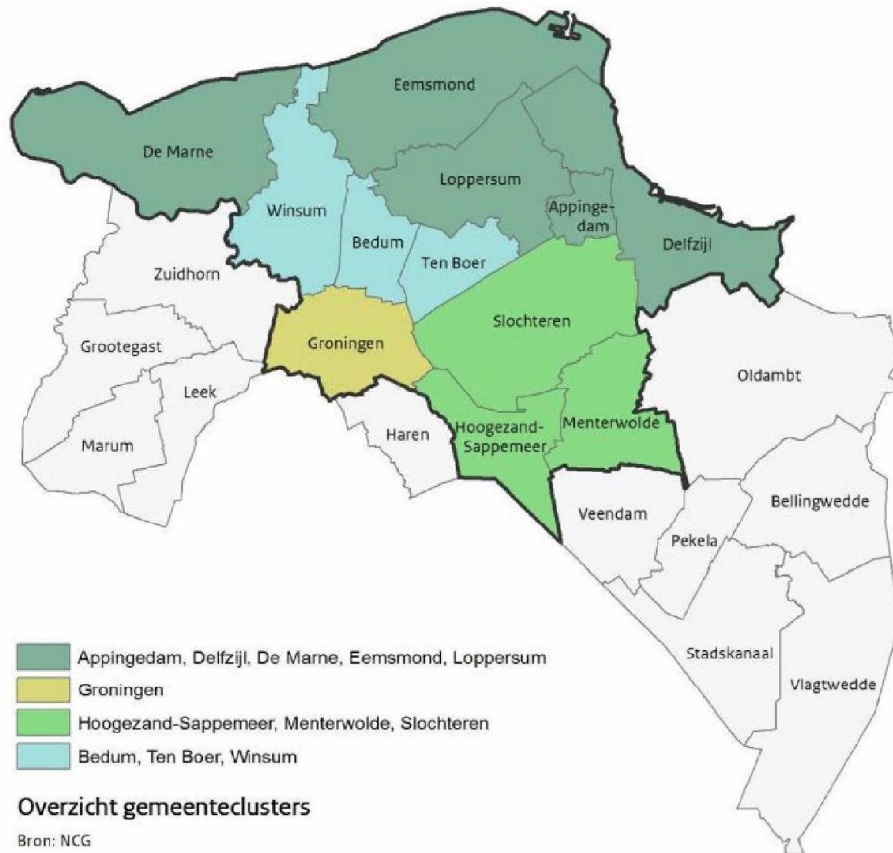 Eemsmond
De Marne
Loppersum
Winsum
Appinge-
dam
Bedum
Delfzijl
Ten Boer
Zuidhorn
Slochteren
Groningen
Grootegast
Oldambt
Leek
Hoogezand-
Sappemeer
Menterwolde
Haren
Marum
Bellingwedde
Veendam
Pekela
Stadskanaal
Vlagtwedde
Appingedam, Delfzijl, De Marne, Eemsmond, Loppersum
Groningen
Hoogezand-Sappemeer, Menterwolde, Slochteren
Bedum, Ten Boer, Winsum
Overzicht gemeenteclusters
Bron: NCG